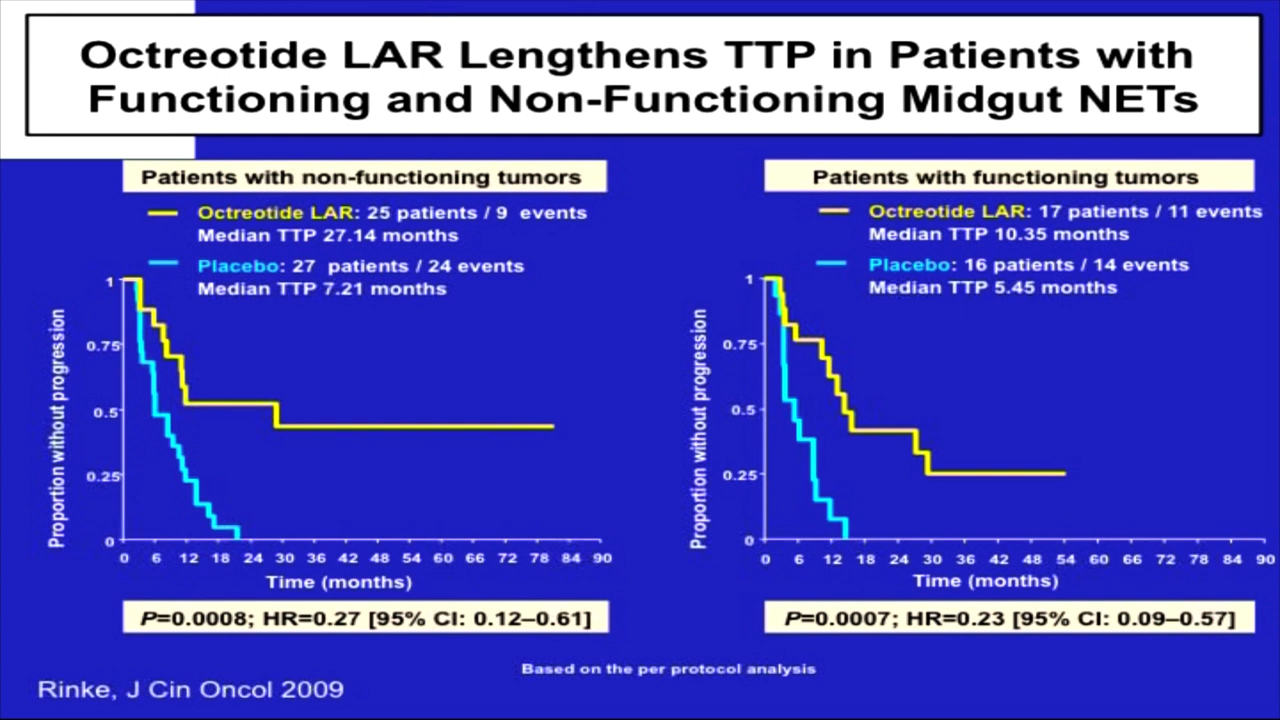 Octreotide LAR Lengthens TTP in Patients with
Functioning and Non-Functioning Midgut NETs
Patients with non-functioning tumors
Octreotide LAR: 25 patients / 9 events
Median TTP 27.14 months
Placebo: 27 patients / 24 events
Median TTP 7.21 months
Proportion without progression
1
0.75
0.5
0.25
0
0 6 12 18 24 30 36 42 48 54 60 66 72 78 84 90
Time (months)
P=0.0008; HR=0.27 [95% CI: 0.12–0.61]
Patients with functioning tumors
Octreotide LAR: 17 patients / 11 events
Median TTP 10.35 months
Placebo: 16 patients / 14 events
Median TTP 5.45 months
Proportion without progression
1
0.75
0.5
0.25
0
0 6 12 18 24 30 36 42 48 54 60 66 72 78 84 90
Time (months)
P=0.0007; HR=0.23 [95% CI: 0.09–0.57]
Based on the per protocol analysis
Rinke, J Cin Oncol 2009